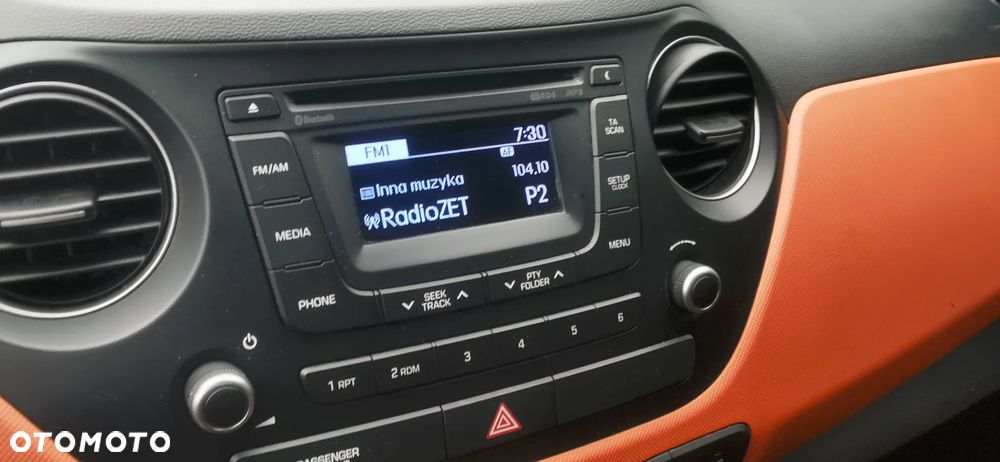 Bluetooth
RDS MP3
FM/AM
MEDIA
PHONE
FM1 7:30
AF
Inna muzyka 104.10
RadioZET P2
TA
SCAN
SETUP
CLOCK
MENU
SEEK
TRACK
PTY
FOLDER
1 RPT 2 RDM 3 4 5 6
PASSENGER
OTOMOTO